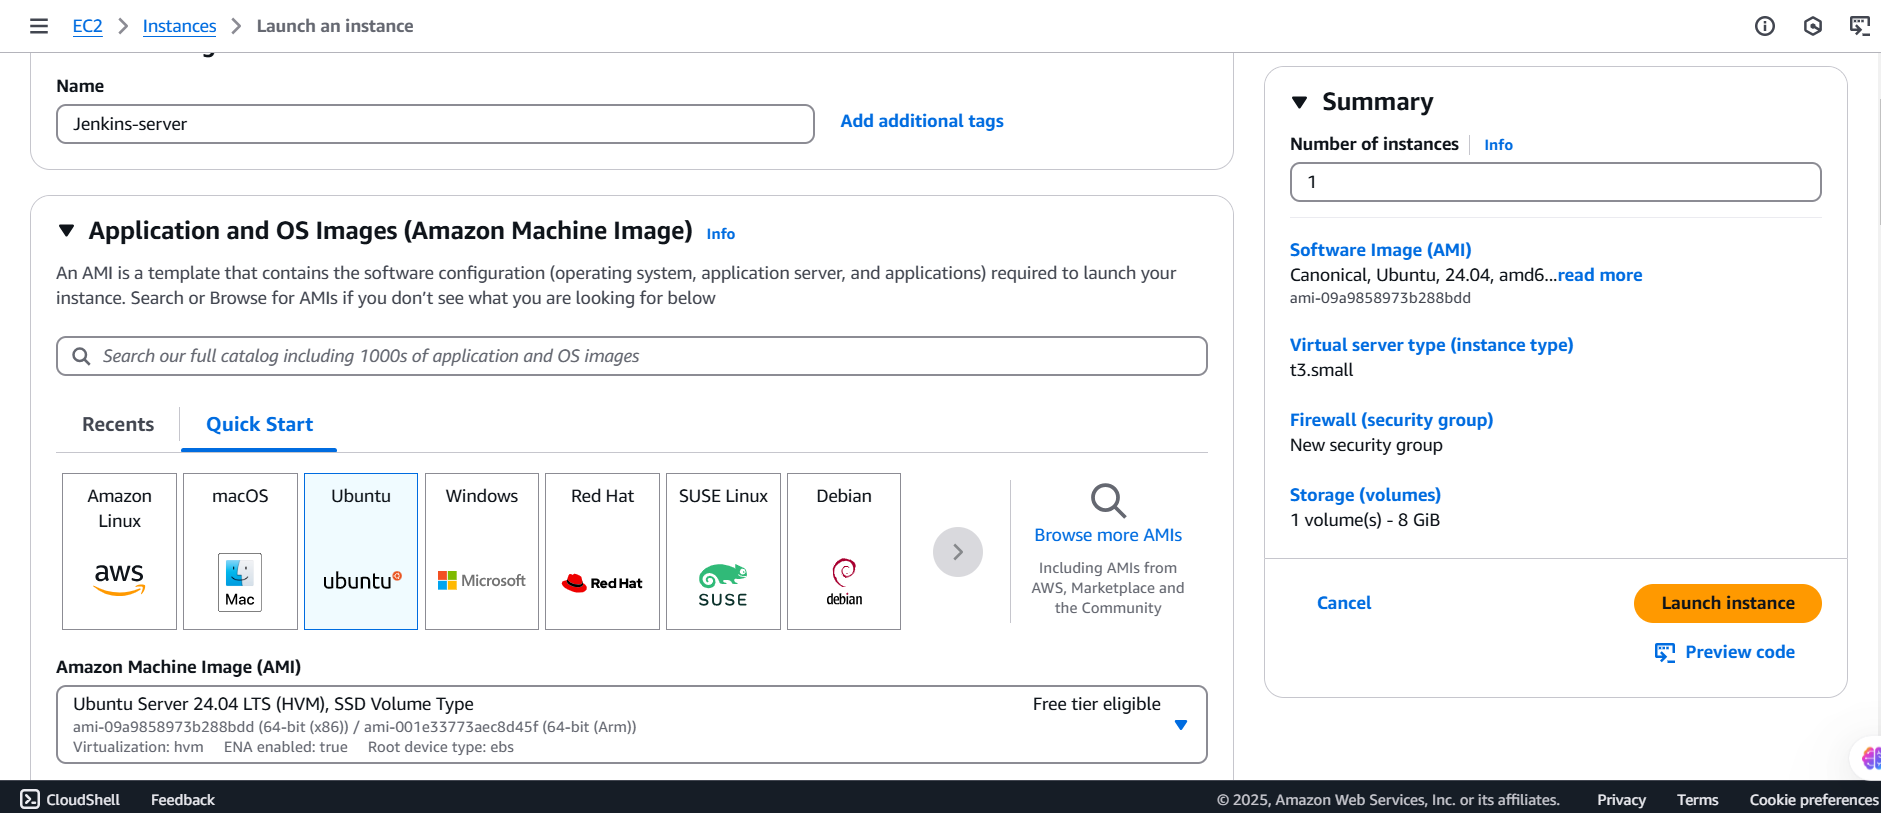 EC2 > Instances > Launch an instance
Name
Jenkins-server
Add additional tags
Application and OS Images (Amazon Machine Image) Info
An AMI is a template that contains the software configuration (operating system, application server, and applications) required to launch your
instance. Search or Browse for AMIs if you don’t see what you are looking for below
Search our full catalog including 1000s of application and OS images
Recents
Quick Start
Amazon
Linux
aws
macOS
Mac
Ubuntu
ubuntu
Windows
Microsoft
Red Hat
Red Hat
SUSE Linux
SUSE
Debian
debian
Browse more AMIs
Including AMIs from
AWS, Marketplace and
the Community
Amazon Machine Image (AMI)
Ubuntu Server 24.04 LTS (HVM), SSD Volume Type
Free tier eligible
ami-09a9858973b288bdd (64-bit (x86)) / ami-001e33773aec8d45f (64-bit (Arm))
Virtualization: hvm ENA enabled: true Root device type: ebs
Summary
Number of instances Info
1
Software Image (AMI)
Canonical, Ubuntu, 24.04, amd6...read more
ami-09a9858973b288bdd
Virtual server type (instance type)
t3.small
Firewall (security group)
New security group
Storage (volumes)
1 volume(s) - 8 GiB
Cancel
Launch instance
Preview code
CloudShell Feedback © 2025, Amazon Web Services, Inc. or its affiliates. Privacy Terms Cookie preferences